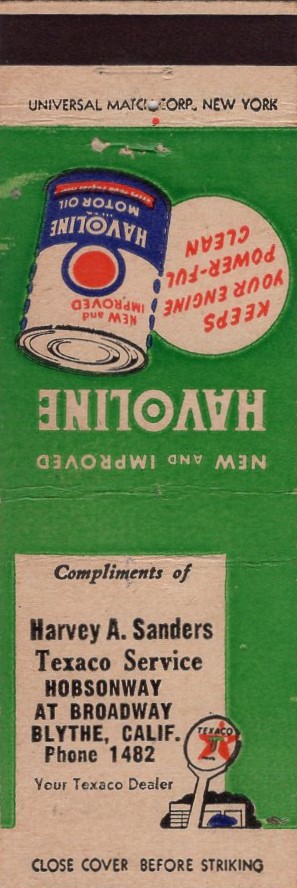 UNIVERSAL MATCH CORP., NEW YORK
NEW AND IMPROVED
HAVOLINE
KEEPS
YOUR ENGINE
POWER-FUL
CLEAN
NEW and
IMPROVED
HAVOLINE
MOTOR OIL
Compliments of
Harvey A. Sanders
Texaco Service
HOBSONWAY
AT BROADWAY
BLYTHE, CALIF.
Phone 1482
Your Texaco Dealer
TEXACO
T
CLOSE COVER BEFORE STRIKING